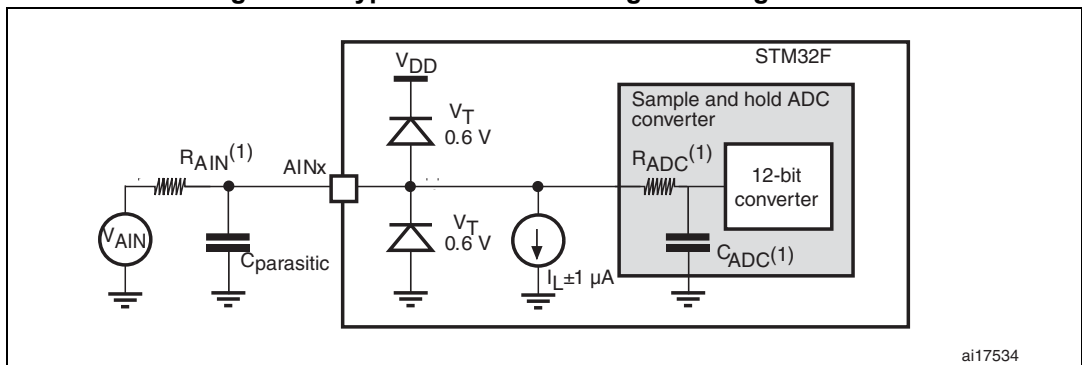 STM32F
VDD
Sample and hold ADC
converter
VT
0.6 V
RAIN(1)
AINx
RADC(1)
12-bit
converter
VAIN
Cparasitic
VT
0.6 V
IL±1 µA
CADC(1)
ai17534